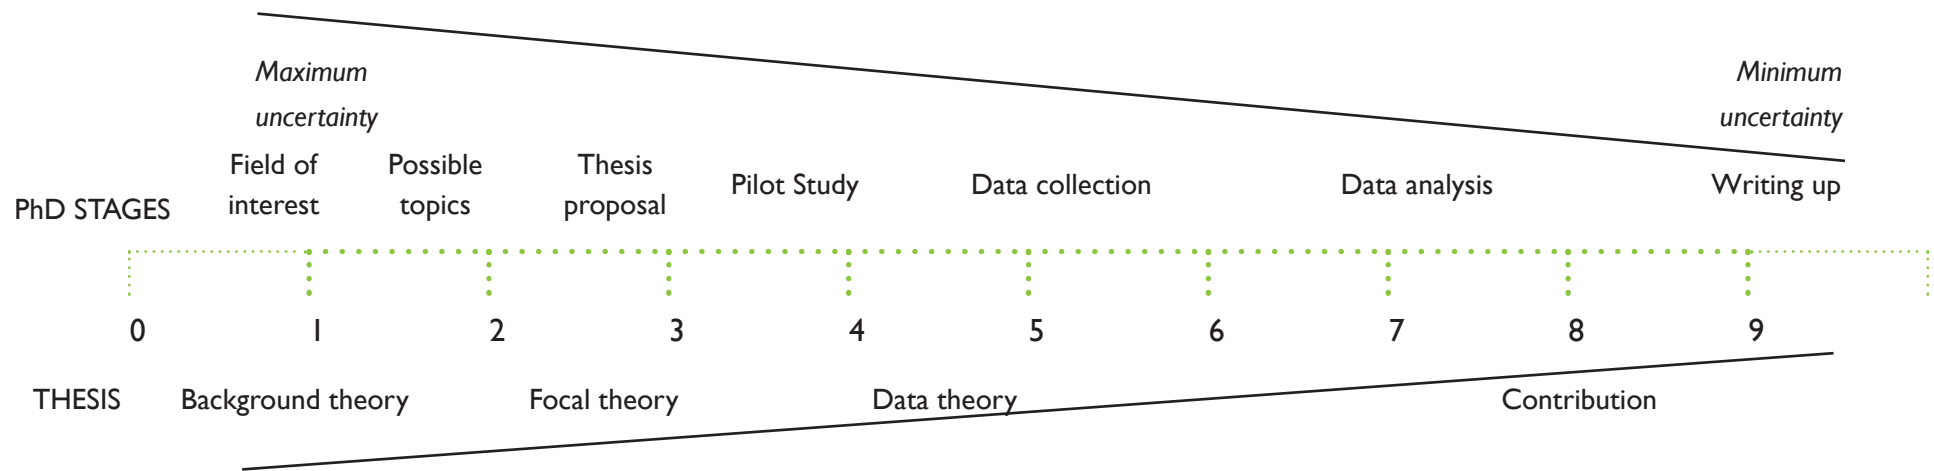 Maximum
uncertainty
Minimum
uncertainty
PhD STAGES
Field of
interest
Possible
topics
Thesis
proposal
Pilot Study
Data collection
Data analysis
Writing up
0 1 2 3 4 5 6 7 8 9
THESIS Background theory Focal theory Data theory Contribution